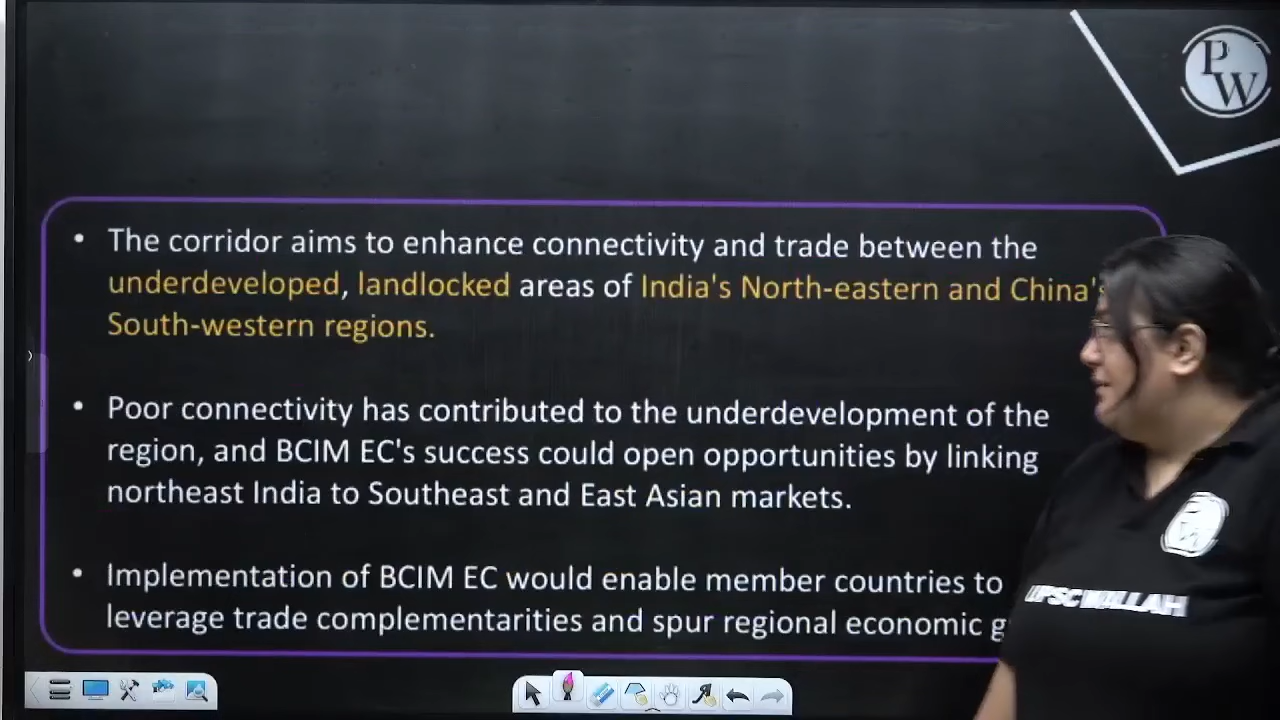 PW
• The corridor aims to enhance connectivity and trade between the
underdeveloped, landlocked areas of India's North-eastern and China's
South-western regions.
• Poor connectivity has contributed to the underdevelopment of the
region, and BCIM EC's success could open opportunities by linking
northeast India to Southeast and East Asian markets.
• Implementation of BCIM EC would enable member countries to
leverage trade complementarities and spur regional economic
PW
UPSC WALLAH